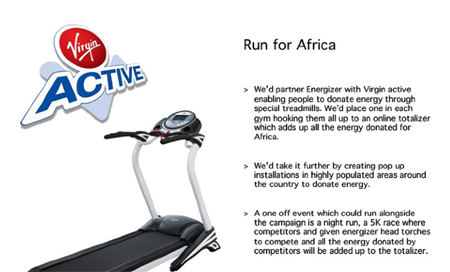 Virgin
ACTIVE
Run for Africa
> We'd partner Energizer with Virgin active
enabling people to donate energy through
special treadmills. We'd place one in each
gym hooking them all up to an online totalizer
which adds up all the energy donated for
Africa.
> We'd take it further by creating pop up
installations in highly populated areas around
the country to donate energy.
> A one off event which could run alongside
the campaign is a night run, a 5K race where
competitors and given energizer head torches
to compete and all the energy donated by
competitors will be added up to the totalizer.